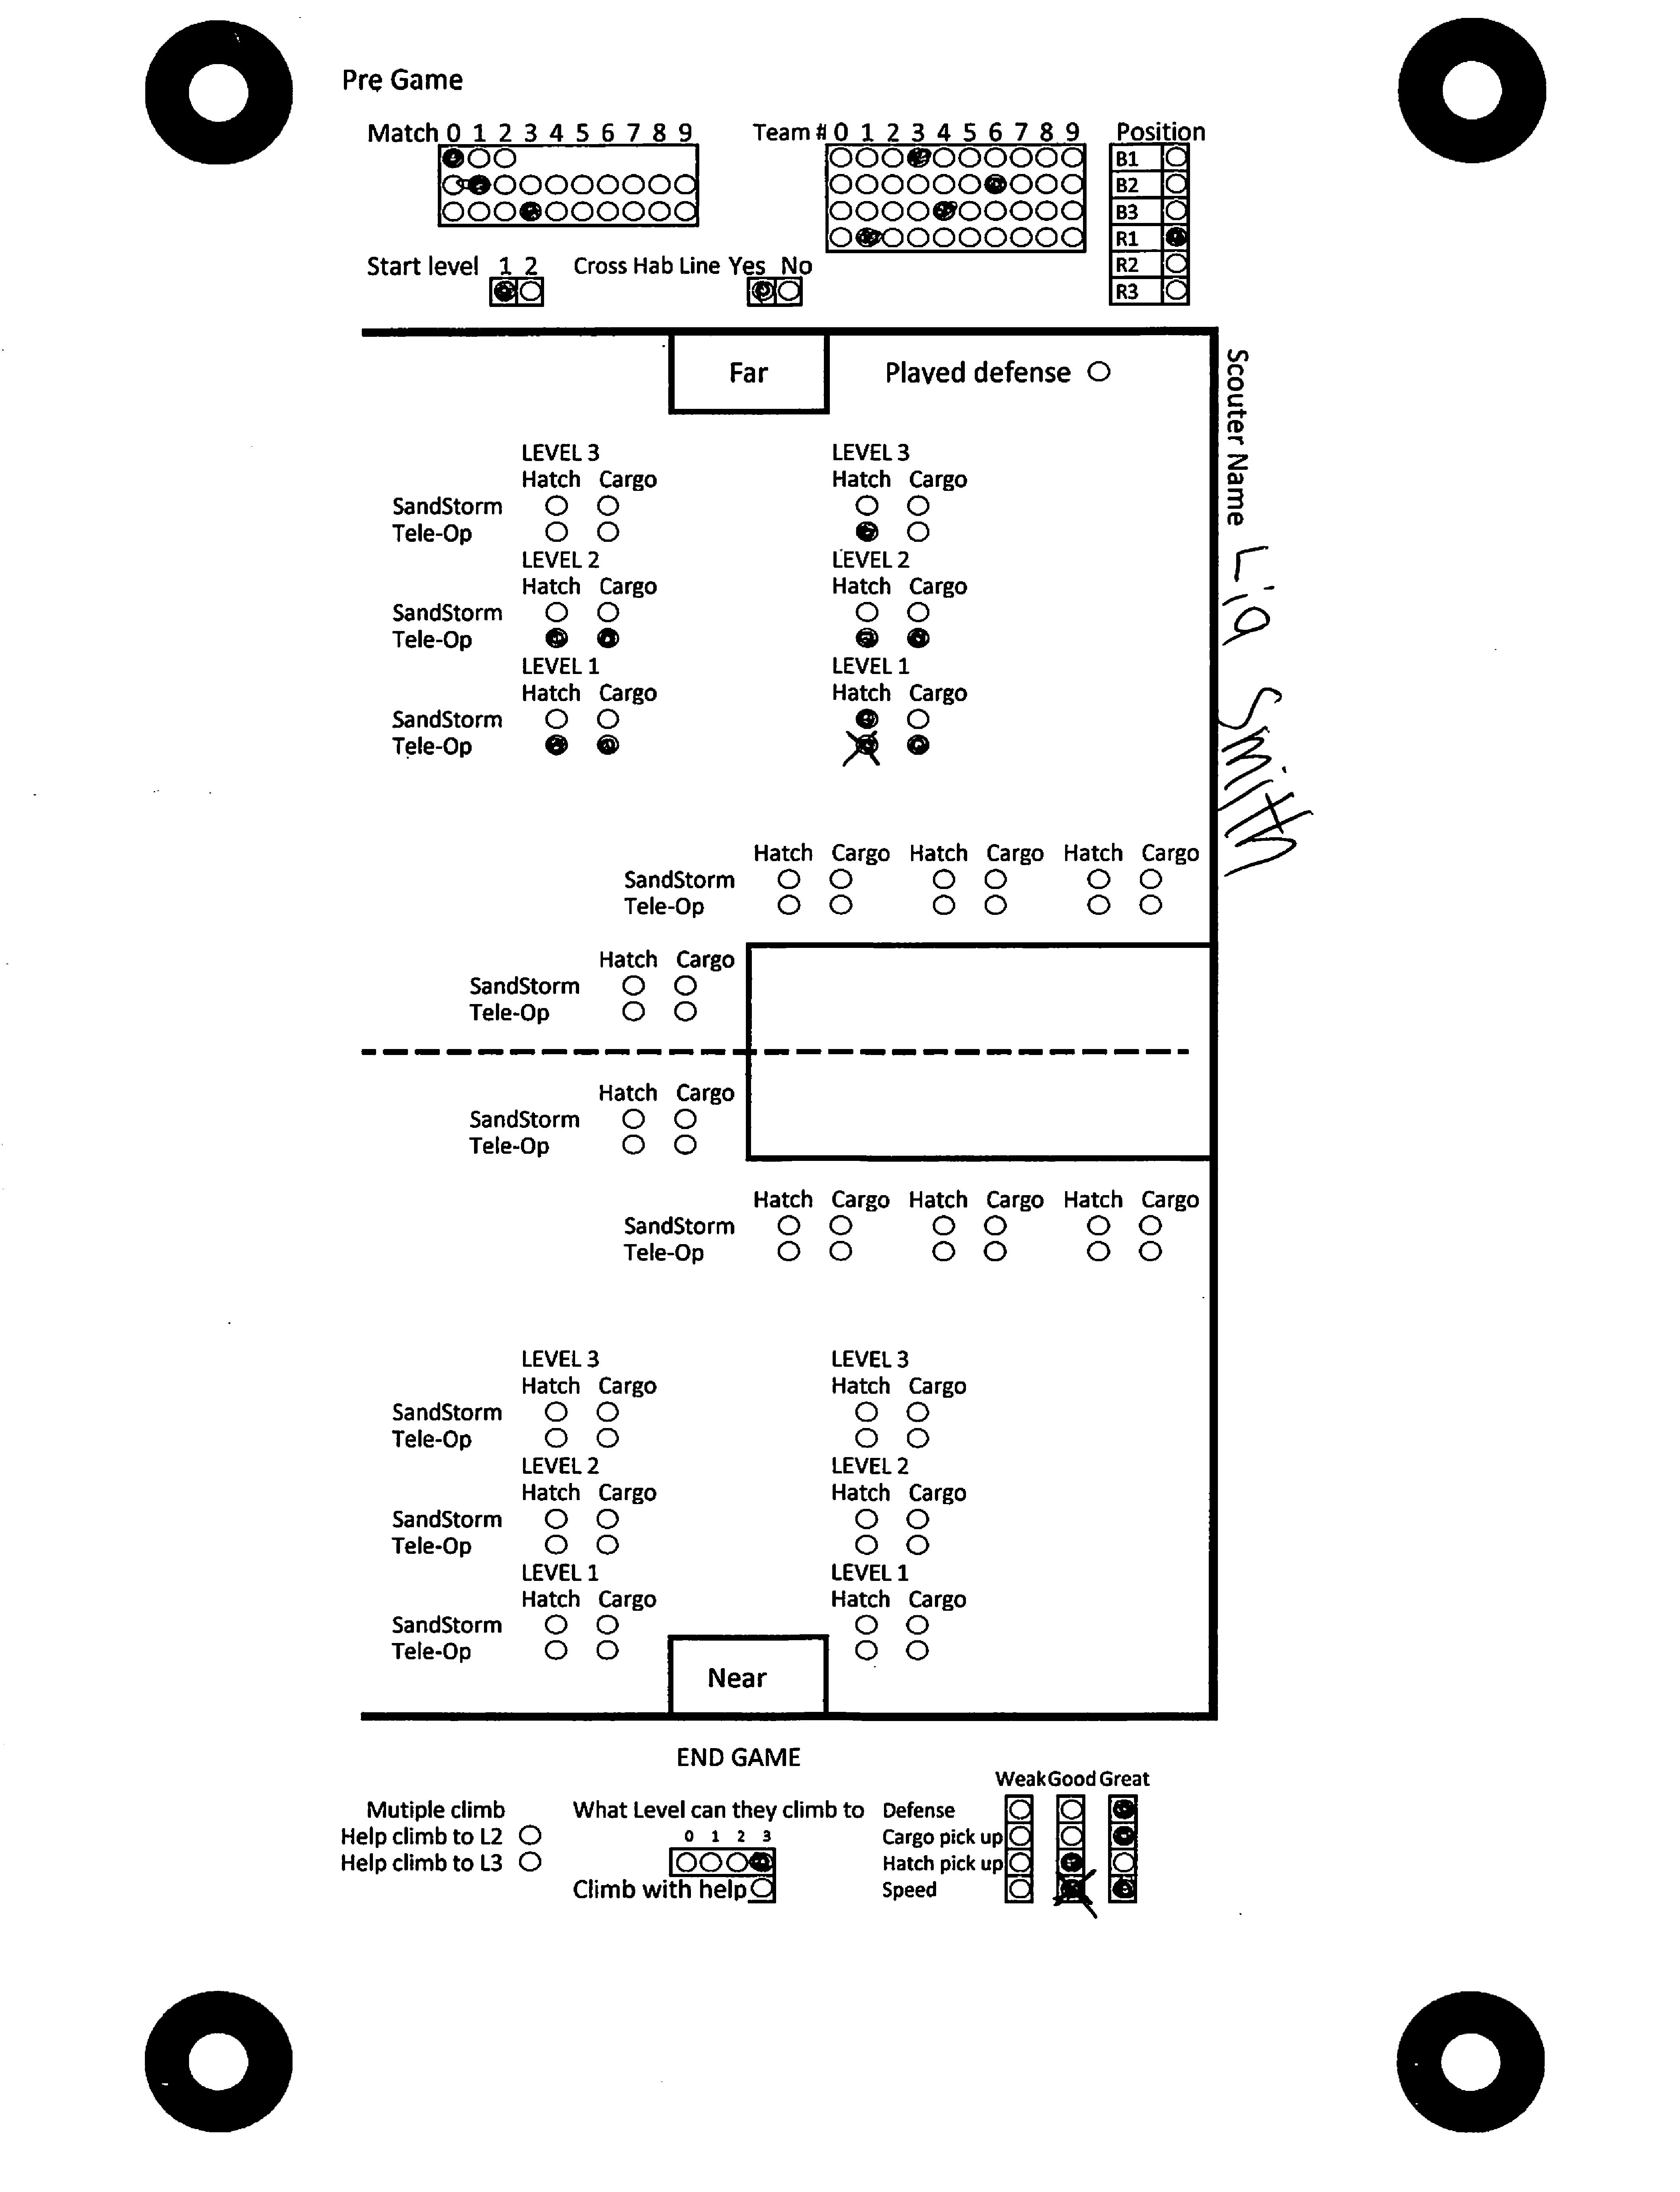 Pre Game
Match 0 1 2 3 4 5 6 7 8 9 Team # 0 1 2 3 4 5 6 7 8 9 Position
B1
B2
B3
R1
R2
R3
Start level 1 2 Cross Hab Line Yes No
Far Played defense
Scouter Name Lia Smith
LEVEL 3 LEVEL 3
Hatch Cargo Hatch Cargo
SandStorm
Tele-Op
LEVEL 2 LEVEL 2
Hatch Cargo Hatch Cargo
SandStorm
Tele-Op
LEVEL 1 LEVEL 1
Hatch Cargo Hatch Cargo
SandStorm
Tele-Op
Hatch Cargo Hatch Cargo Hatch Cargo
SandStorm
Tele-Op
Hatch Cargo
SandStorm
Tele-Op
Hatch Cargo
SandStorm
Tele-Op
Hatch Cargo Hatch Cargo Hatch Cargo
SandStorm
Tele-Op
LEVEL 3 LEVEL 3
Hatch Cargo Hatch Cargo
SandStorm
Tele-Op
LEVEL 2 LEVEL 2
Hatch Cargo Hatch Cargo
SandStorm
Tele-Op
LEVEL 1 LEVEL 1
Hatch Cargo Hatch Cargo
SandStorm
Tele-Op
Near
END GAME
Weak Good Great
Mutiple climb What Level can they climb to Defense
Help climb to L2 0 1 2 3 Cargo pick up
Help climb to L3 Hatch pick up
Climb with help Speed